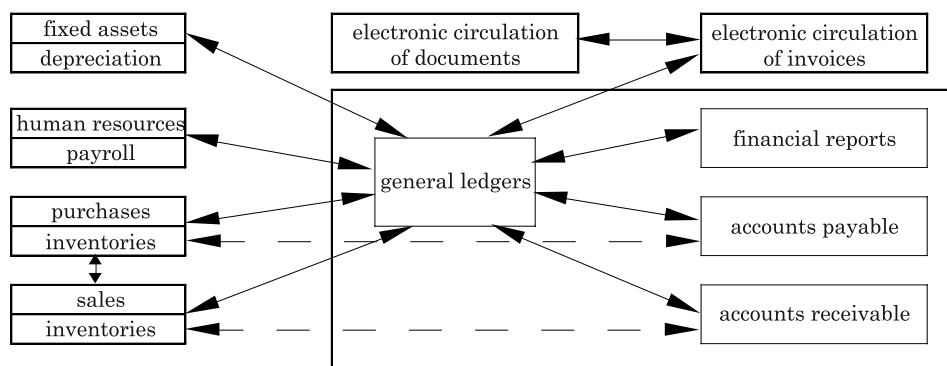 fixed assets
depreciation
electronic circulation
of documents
electronic circulation
of invoices
human resources
payroll
general ledgers
financial reports
purchases
inventories
accounts payable
sales
inventories
accounts receivable